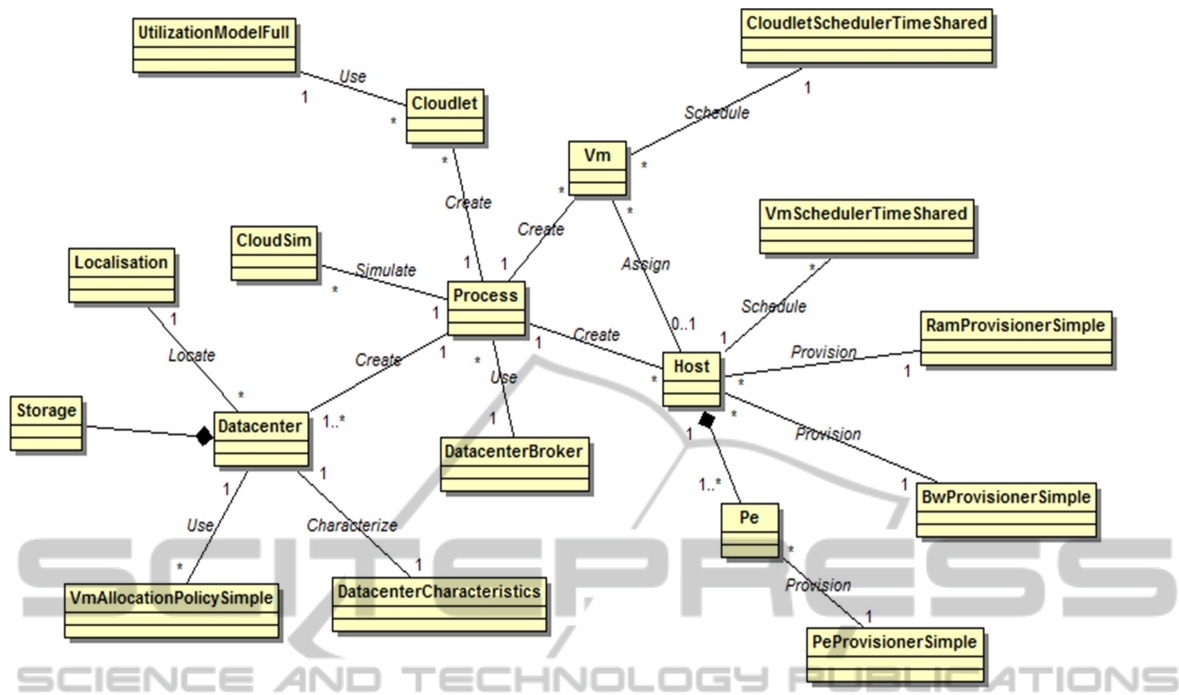 CloudletSchedulerTimeShared
UtilizationModelFull
Use
1
*
Cloudlet
*
1
Schedule
*
Vm
*
*
Create
Create
VmSchedulerTimeShared
*
CloudSim
Simulate
*
Localisation
1
1
1
Assign
Process
1
1
1
Schedule
0..1
1
RamProvisionerSimple
Provision
1
Create
Locate
Create
*
Use
Host
*
*
*
*
Storage
Datacenter
1..*
1
1
DatacenterBroker
1
Provision
1
1
1..*
BwProvisionerSimple
Use
Characterize
Pe
*
*
1
VmAllocationPolicySimple
DatacenterCharacteristics
Provision
1
PeProvisionerSimple
SCITEPRESS
SCIENCE AND TECHNOLOGY PUBLICATIONS